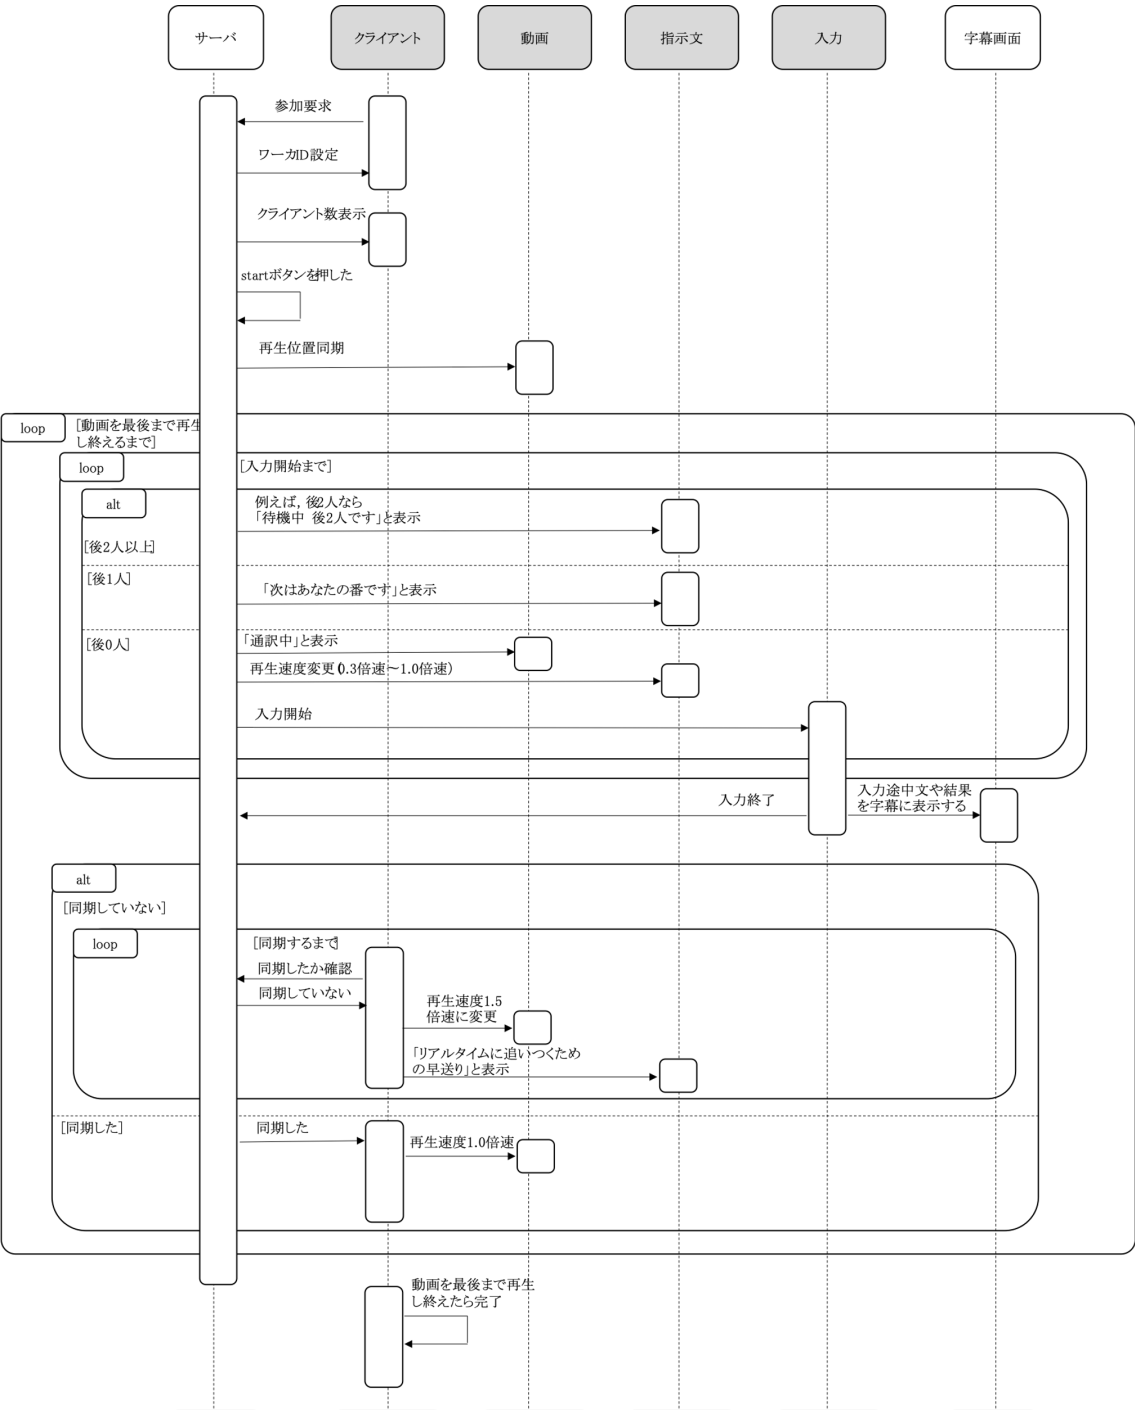 サーバ
クライアント
動画
指示文
入力
字幕画面
参加要求
ワーカID設定
クライアント数表示
startボタンを押した
再生位置同期
loop
[動画を最後まで再生
し終えるまで]
loop
[入力開始まで]
alt
例えば, 後2人なら
「待機中 後2人です」と表示
[後2人以上]
[後1人]
「次はあなたの番です」と表示
[後0人]
「通訳中」と表示
再生速度変更(0.3倍速～1.0倍速)
入力開始
入力終了
入力途中文や結果
を字幕に表示する
alt
[同期していない]
loop
[同期するまで]
同期したか確認
同期していない
再生速度1.5
倍速に変更
「リアルタイムに追いつくため
の早送り」と表示
[同期した]
同期した
再生速度1.0倍速
動画を最後まで再生
し終えたら完了